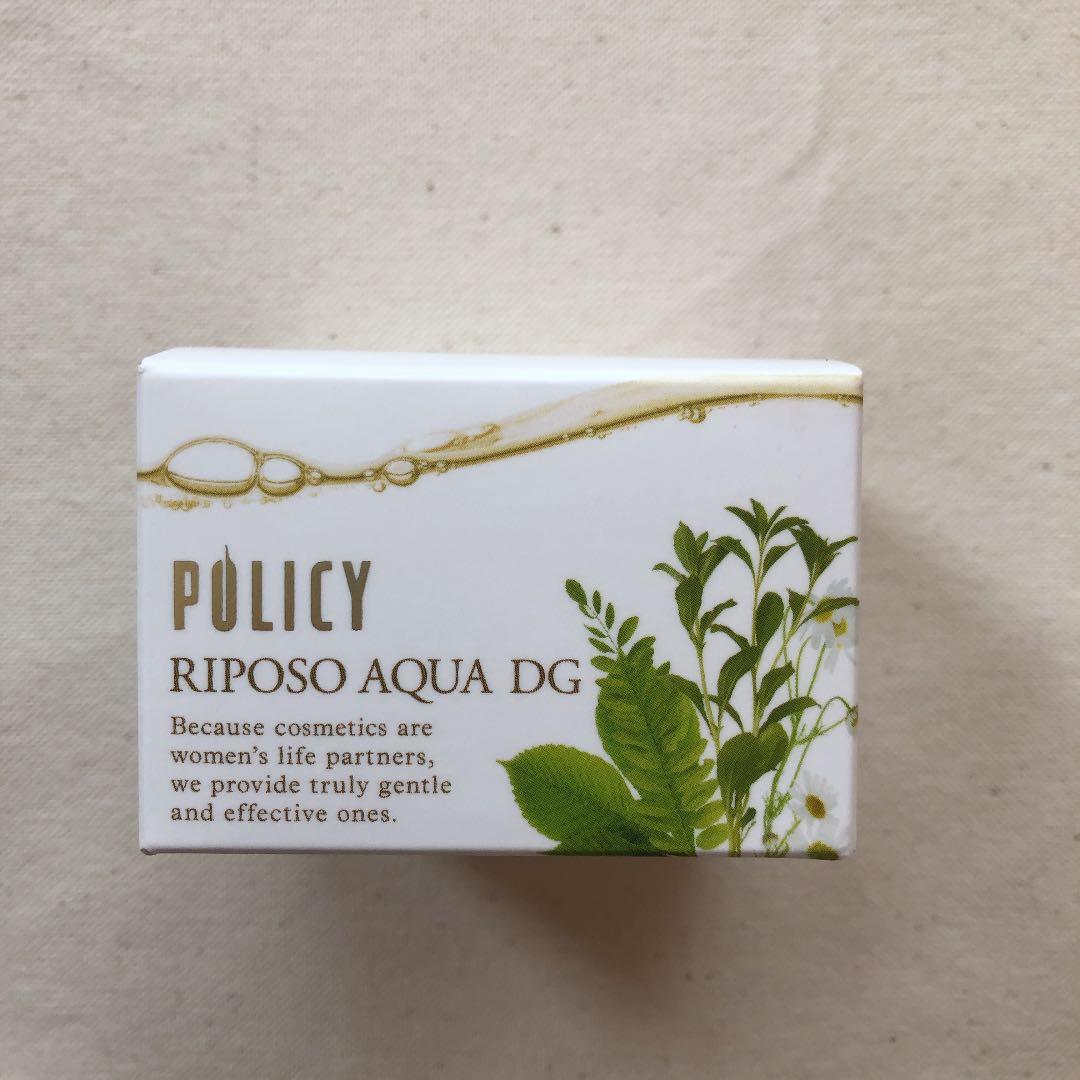 POLICY
RIPOSO AQUA DG
Because cosmetics are
women's life partners,
we provide truly gentle
and effective ones.